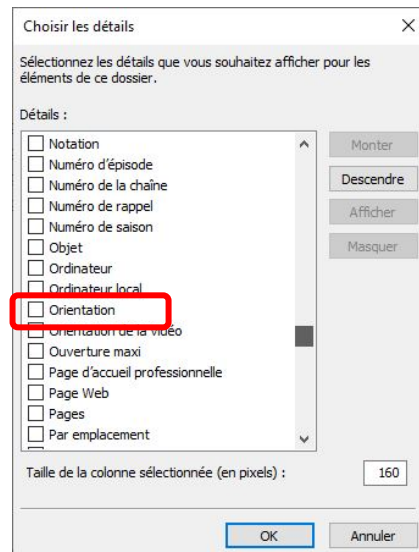 Choisir les détails
Sélectionnez les détails que vous souhaitez afficher pour les
éléments de ce dossier.
Détails :
Notation
Numéro d'épisode
Numéro de la chaîne
Numéro de rappel
Numéro de saison
Objet
Ordinateur
Ordinateur local
Orientation
Orientation de la vidéo
Ouverture maxi
Page d'accueil professionnelle
Page Web
Pages
Par emplacement
Monter
Descendre
Afficher
Masquer
Taille de la colonne sélectionnée (en pixels) : 160
OK Annuler